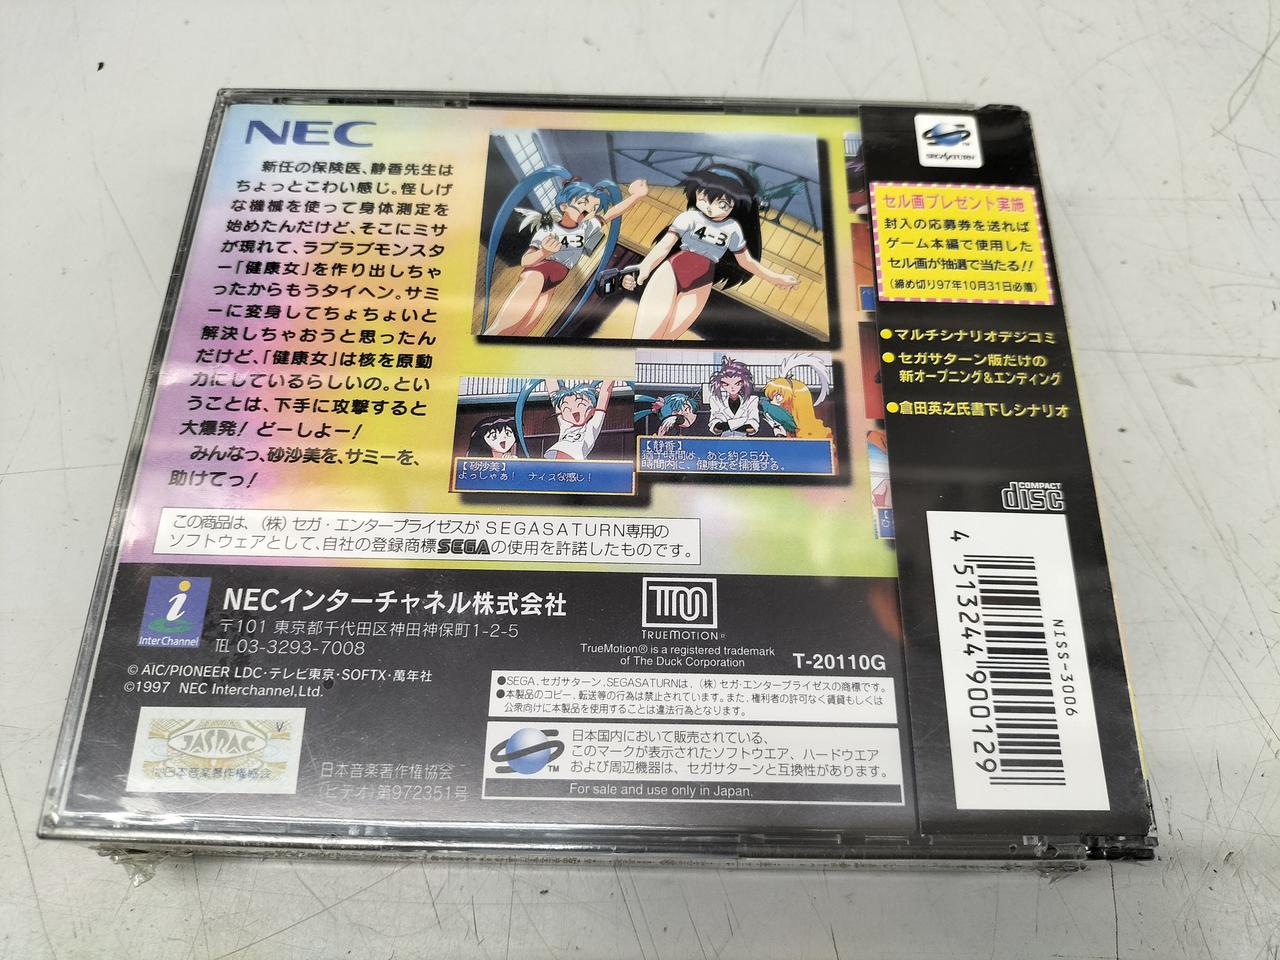 NEC
新任の保険医、静香先生は
ちょっとこわい感じ。怪しげ
な機械を使って身体測定を
始めたんだけど、そこにミサ
が現れて、ラブラブモンスタ
ー「健康女」を作り出しちゃ
ったからもうタイヘン。サミ
ーに変身してちょちょいと
解決しちゃおうと思ったん
だけど、「健康女」は核を原動
力にしているらしいの。とい
うことは、下手に攻撃すると
大爆発！どーしよー！
みんなっ、砂沙美を、サミーを、
助けてっ！
4-3
4-3
【砂沙美】
よっしゃぁ！ ナイスな感じ！
【静香】
猶予時間は、あと約25分。
時間内に、健康女を捕獲する。
この商品は、（株）セガ・エンタープライゼスが SEGASATURN専用の
ソフトウェアとして、自社の登録商標SEGAの使用を許諾したものです。
InterChannel
NECインターチャネル株式会社
〒101 東京都千代田区神田神保町1-2-5
TEL 03-3293-7008
© AIC/PIONEER LDC・テレビ東京・SOFTX・萬年社
©1997 NEC Interchannel,Ltd.
V
JASRAC
㈳日本音楽著作権協会
日本音楽著作権協会
(ビデオ)第972351号
TM
TRUEMOTION®
TrueMotion® is a registered trademark
of The Duck Corporation
T-20110G
●SEGA、セガサターン、SEGASATURNは、（株）セガ・エンタープライゼスの商標です。
●本製品のコピー、転送等の行為は禁止されています。また、権利者の許可なく賃貸もしくは
公衆向けに本製品を使用することは違法行為となります。
TM
日本国内において販売されている、
このマークが表示されたソフトウエア、ハードウエア
および周辺機器は、セガサターンと互換性があります。
For sale and use only in Japan.
SEGA SATURN
TM
セル画プレゼント実施
封入の応募券を送れば
ゲーム本編で使用した
セル画が抽選で当たる!!
(締め切り97年10月31日必着)
●マルチシナリオデジコミ
●セガサターン版だけの
新オープニング&エンディング
●倉田英之氏書下しシナリオ
COMPACT
disc
4 513244 900129
NISS-3006